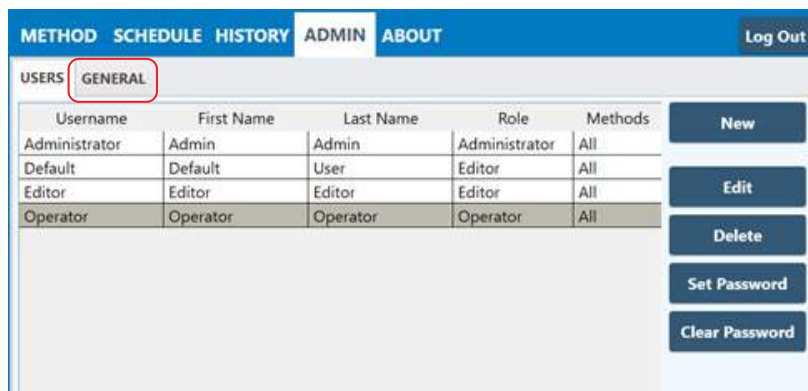 METHOD SCHEDULE HISTORY ADMIN ABOUT Log Out
USERS GENERAL
Username First Name Last Name Role Methods New
Administrator Admin Admin Administrator All
Default Default User Editor All
Editor Editor Editor Editor All Edit
Operator Operator Operator Operator All
Delete
Set Password
Clear Password